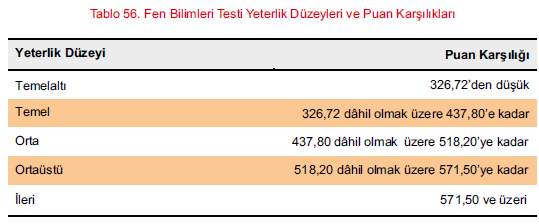 Tablo 56. Fen Bilimleri Testi Yeterlik Düzeyleri ve Puan Karşılıkları
Yeterlik Düzeyi Puan Karşılığı
Temelaltı 326,72’den düşük
Temel 326,72 dâhil olmak üzere 437,80’e kadar
Orta 437,80 dâhil olmak üzere 518,20’ye kadar
Ortaüstü 518,20 dâhil olmak üzere 571,50’ye kadar
İleri 571,50 ve üzeri